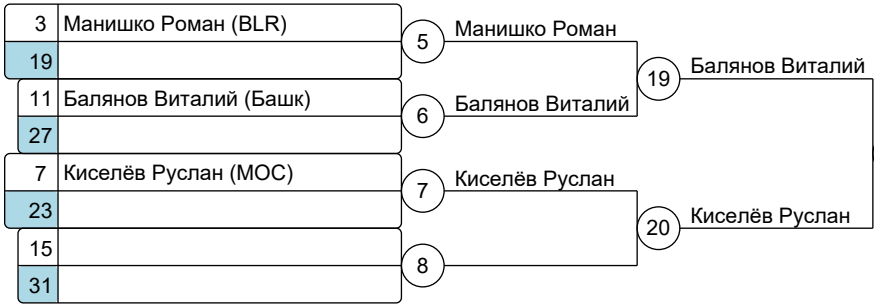 3 Манишко Роман (BLR)
5 Манишко Роман
19
19 Балянов Виталий
11 Балянов Виталий (Башк)
6 Балянов Виталий
27
7 Киселёв Руслан (МОС)
7 Киселёв Руслан
23
20 Киселёв Руслан
15
8
31